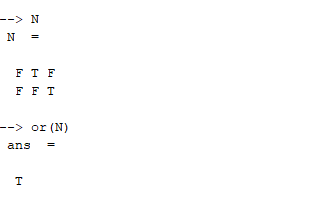 --> N
N =
F T F
F F T
--> or(N)
ans =
T